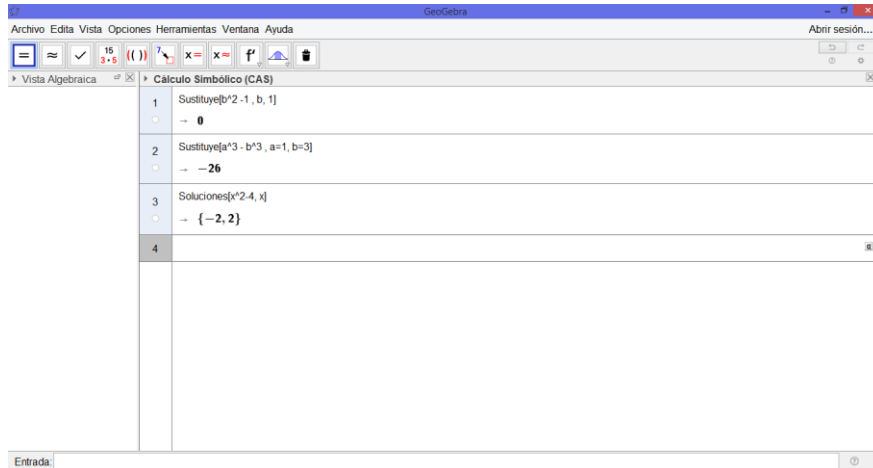 GeoGebra
Archivo Edita Vista Opciones Herramientas Ventana Ayuda
Abrir sesión...
= ≈ ✓ 15 3·5 (( )) 7 x= x≈ f′
Vista Algebraica
Cálculo Simbólico (CAS)
1 Sustituye[b^2 -1 , b, 1]
→ 0
2 Sustituye[a^3 - b^3 , a=1, b=3]
→ −26
3 Soluciones[x^2-4, x]
→ {−2, 2}
4
Entrada: